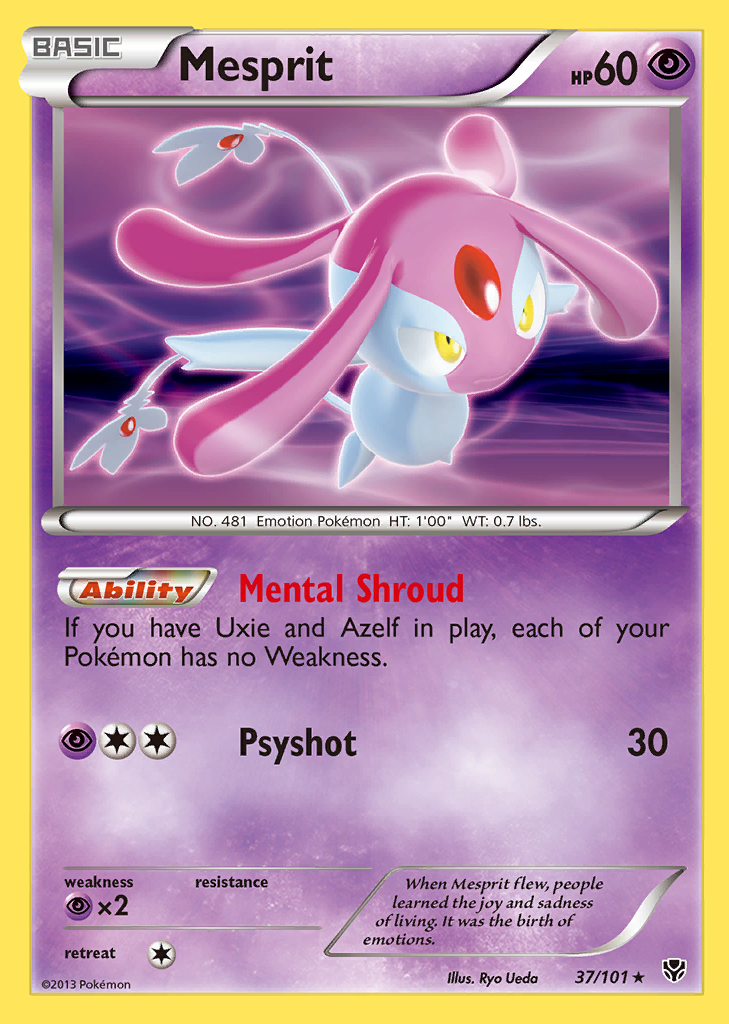 BASIC
Mesprit
HP60
NO. 481 Emotion Pokémon HT: 1'00" WT: 0.7 lbs.
Ability Mental Shroud
If you have Uxie and Azelf in play, each of your
Pokémon has no Weakness.
Psyshot 30
weakness resistance
×2
retreat
When Mesprit flew, people
learned the joy and sadness
of living. It was the birth of
emotions.
Illus. Ryo Ueda 37/101 ★
©2013 Pokémon